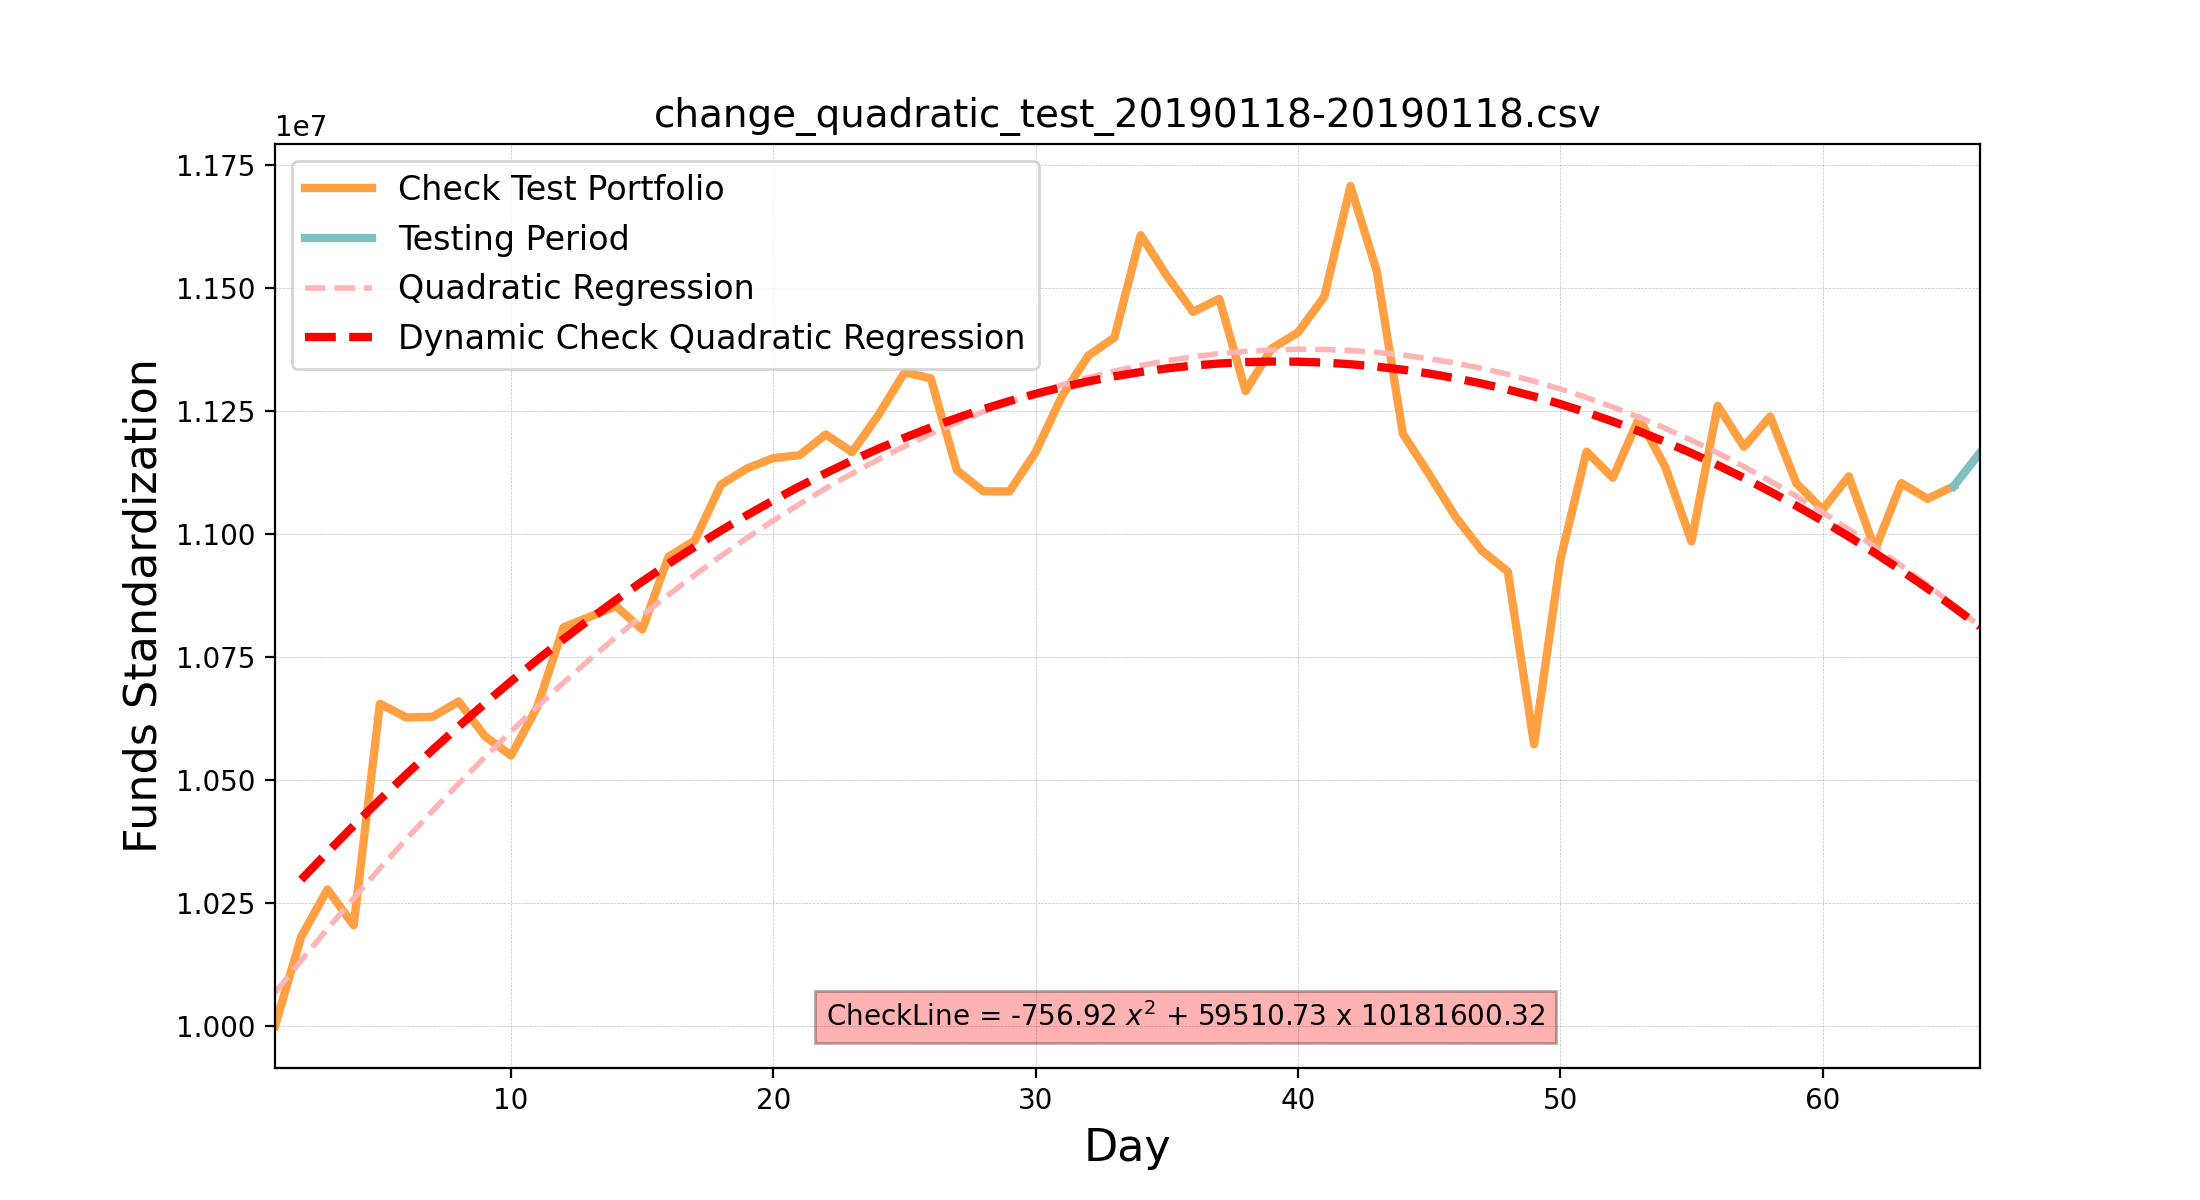 change_quadratic_test_20190118-20190118.csv
1e7
1.175
1.150
1.125
1.100
1.075
1.050
1.025
1.000
Funds Standardization
Check Test Portfolio
Testing Period
Quadratic Regression
Dynamic Check Quadratic Regression
CheckLine = -756.92 x² + 59510.73 x 10181600.32
10 20 30 40 50 60
Day